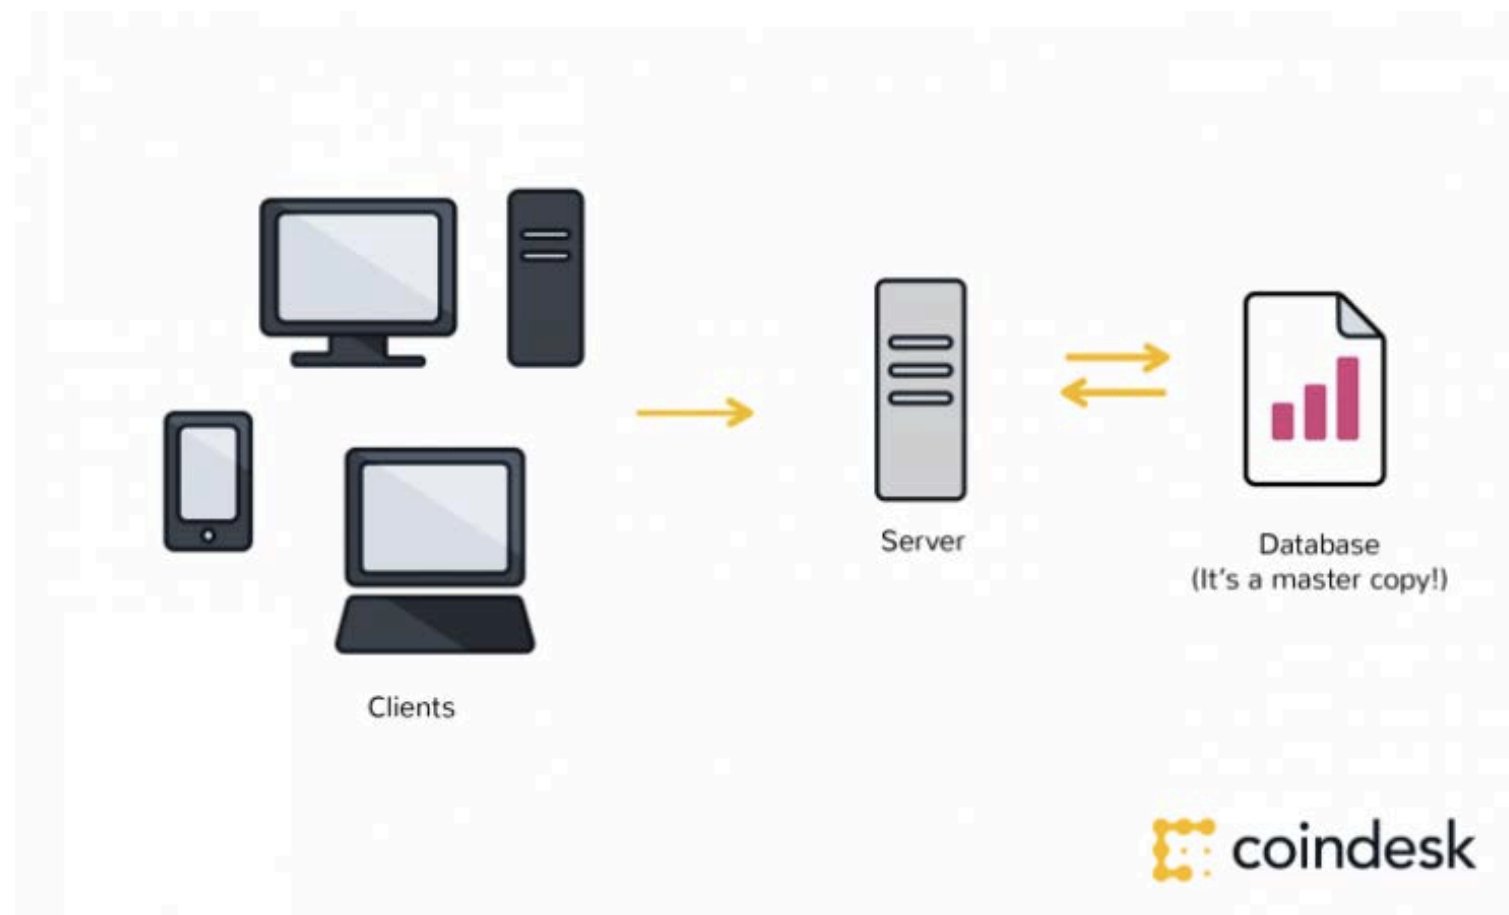 Server
Database
(It's a master copy!)
Clients
coindesk